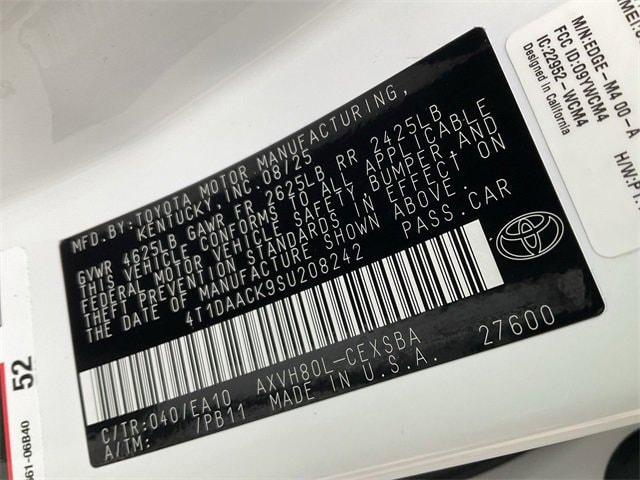 MFD.BY:TOYOTA MOTOR MANUFACTURING,
KENTUCKY,INC.08/25
GVWR 4625LB GAWR FR 2625LB RR 2425LB
THIS VEHICLE CONFORMS TO ALL APPLICABLE
FEDERAL MOTOR VEHICLE SAFETY BUMPER AND
THEFT PREVENTION STANDARDS IN EFFECT ON
THE DATE OF MANUFACTURE SHOWN ABOVE.
4T1DAACK9SU208242 PASS.CAR
C/TR:040/EA10 AXVH80L-CEXSBA 27600
A/TM: 7PB11 MADE IN U.S.A.
M/N:EDGE-M4 00-A
FCC ID:O9YWCM4
IC:22952-WCM4
Designed in California
52
661-06B40